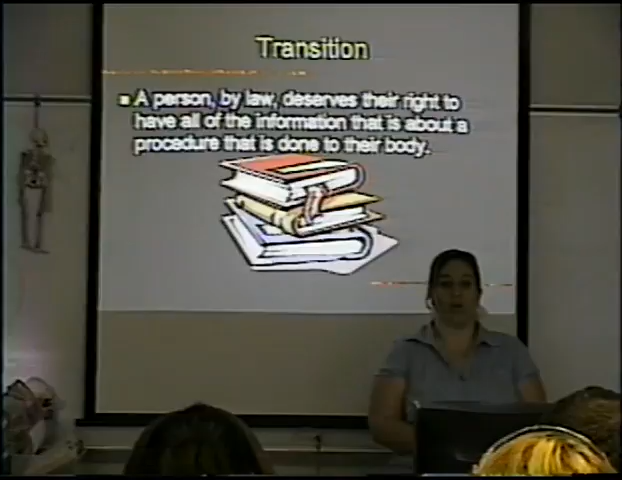 Transition
A person, by law, deserves their right to
have all of the information that is about a
procedure that is done to their body.